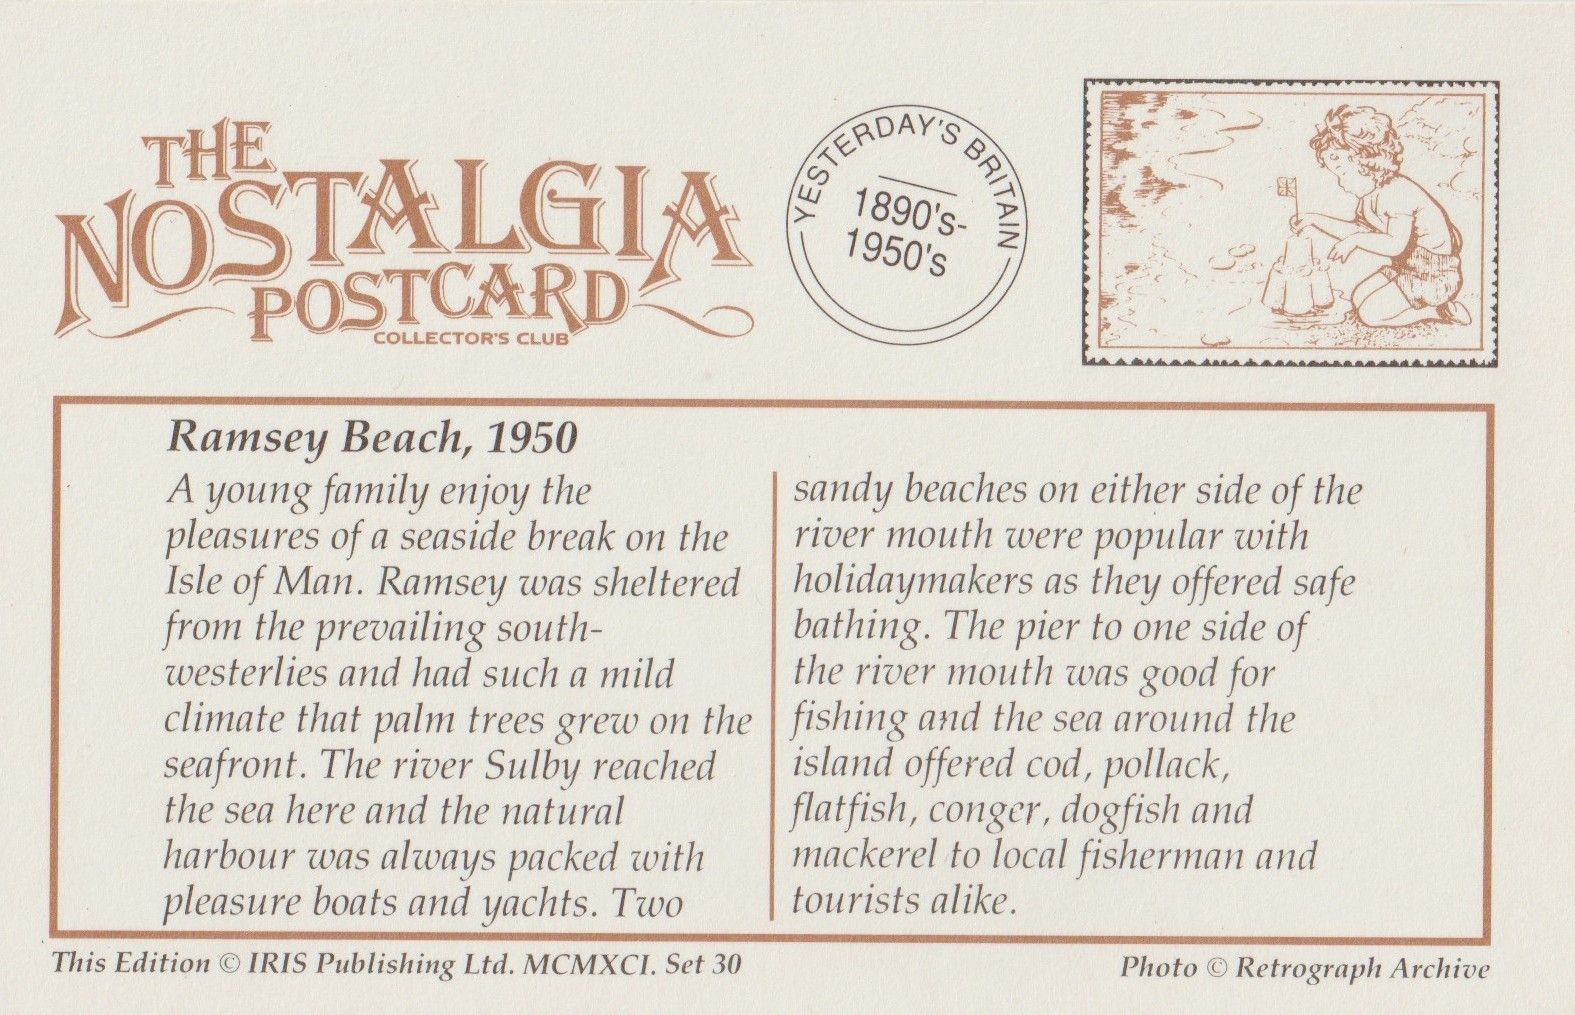 THE
NOSTALGIA
POSTCARD
COLLECTOR'S CLUB
YESTERDAY'S BRITAIN
1890's-
1950's
Ramsey Beach, 1950
A young family enjoy the
pleasures of a seaside break on the
Isle of Man. Ramsey was sheltered
from the prevailing south-
westerlies and had such a mild
climate that palm trees grew on the
seafront. The river Sulby reached
the sea here and the natural
harbour was always packed with
pleasure boats and yachts. Two
sandy beaches on either side of the
river mouth were popular with
holidaymakers as they offered safe
bathing. The pier to one side of
the river mouth was good for
fishing and the sea around the
island offered cod, pollack,
flatfish, conger, dogfish and
mackerel to local fisherman and
tourists alike.
This Edition © IRIS Publishing Ltd. MCMXCI. Set 30
Photo © Retrograph Archive